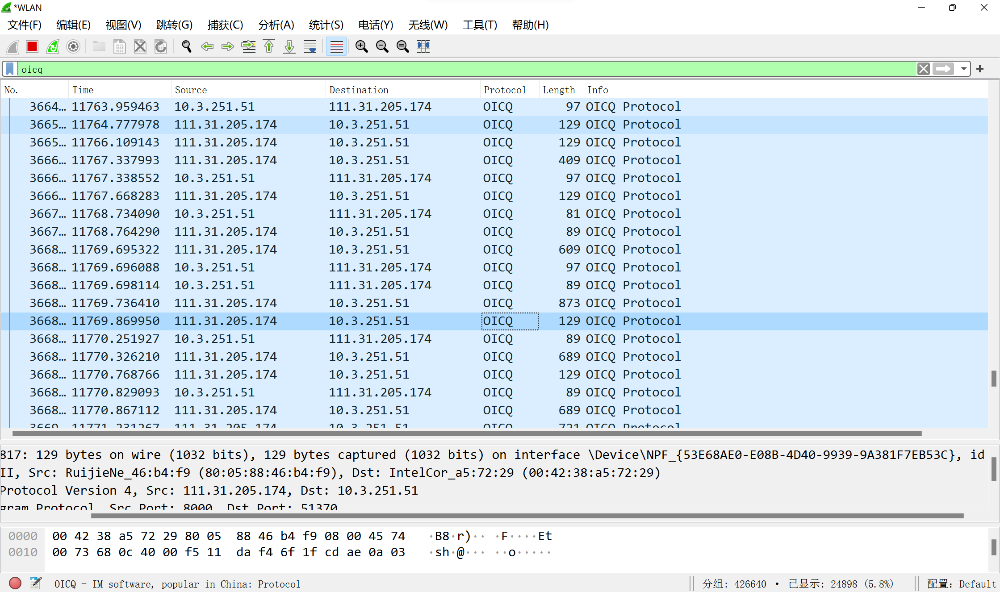 *WLAN
文件(F) 编辑(E) 视图(V) 跳转(G) 捕获(C) 分析(A) 统计(S) 电话(Y) 无线(W) 工具(T) 帮助(H)
oicq
No. Time Source Destination Protocol Length Info
3664… 11763.959463 10.3.251.51 111.31.205.174 OICQ 97 OICQ Protocol
3665… 11764.777978 111.31.205.174 10.3.251.51 OICQ 129 OICQ Protocol
3665… 11766.109143 111.31.205.174 10.3.251.51 OICQ 129 OICQ Protocol
3666… 11767.337993 111.31.205.174 10.3.251.51 OICQ 409 OICQ Protocol
3666… 11767.338552 10.3.251.51 111.31.205.174 OICQ 97 OICQ Protocol
3666… 11767.668283 111.31.205.174 10.3.251.51 OICQ 129 OICQ Protocol
3667… 11768.734090 10.3.251.51 111.31.205.174 OICQ 81 OICQ Protocol
3667… 11768.764290 111.31.205.174 10.3.251.51 OICQ 89 OICQ Protocol
3668… 11769.695322 111.31.205.174 10.3.251.51 OICQ 609 OICQ Protocol
3668… 11769.696088 10.3.251.51 111.31.205.174 OICQ 97 OICQ Protocol
3668… 11769.698114 10.3.251.51 111.31.205.174 OICQ 89 OICQ Protocol
3668… 11769.736410 111.31.205.174 10.3.251.51 OICQ 873 OICQ Protocol
3668… 11769.869950 111.31.205.174 10.3.251.51 OICQ 129 OICQ Protocol
3668… 11770.251927 10.3.251.51 111.31.205.174 OICQ 89 OICQ Protocol
3668… 11770.326210 111.31.205.174 10.3.251.51 OICQ 689 OICQ Protocol
3668… 11770.768766 111.31.205.174 10.3.251.51 OICQ 129 OICQ Protocol
3668… 11770.829093 10.3.251.51 111.31.205.174 OICQ 89 OICQ Protocol
3668… 11770.867112 111.31.205.174 10.3.251.51 OICQ 689 OICQ Protocol
3669… 11771.231267 111.31.205.174 10.3.251.51 OICQ 721 OICQ Protocol
817: 129 bytes on wire (1032 bits), 129 bytes captured (1032 bits) on interface \Device\NPF_{53E68AE0-E08B-4D40-9939-9A381F7EB53C}, id
II, Src: RuijieNe_46:b4:f9 (80:05:88:46:b4:f9), Dst: IntelCor_a5:72:29 (00:42:38:a5:72:29)
Protocol Version 4, Src: 111.31.205.174, Dst: 10.3.251.51
gram Protocol, Src Port: 8000, Dst Port: 51370
0000 00 42 38 a5 72 29 80 05 88 46 b4 f9 08 00 45 74 ·B8·r)·· ·F····Et
0010 00 73 68 0c 40 00 f5 11 da f4 6f 1f cd ae 0a 03 ·sh·@··· ··o·····
OICQ - IM software, popular in China: Protocol 分组: 426640 · 已显示: 24898 (5.8%) 配置: Default